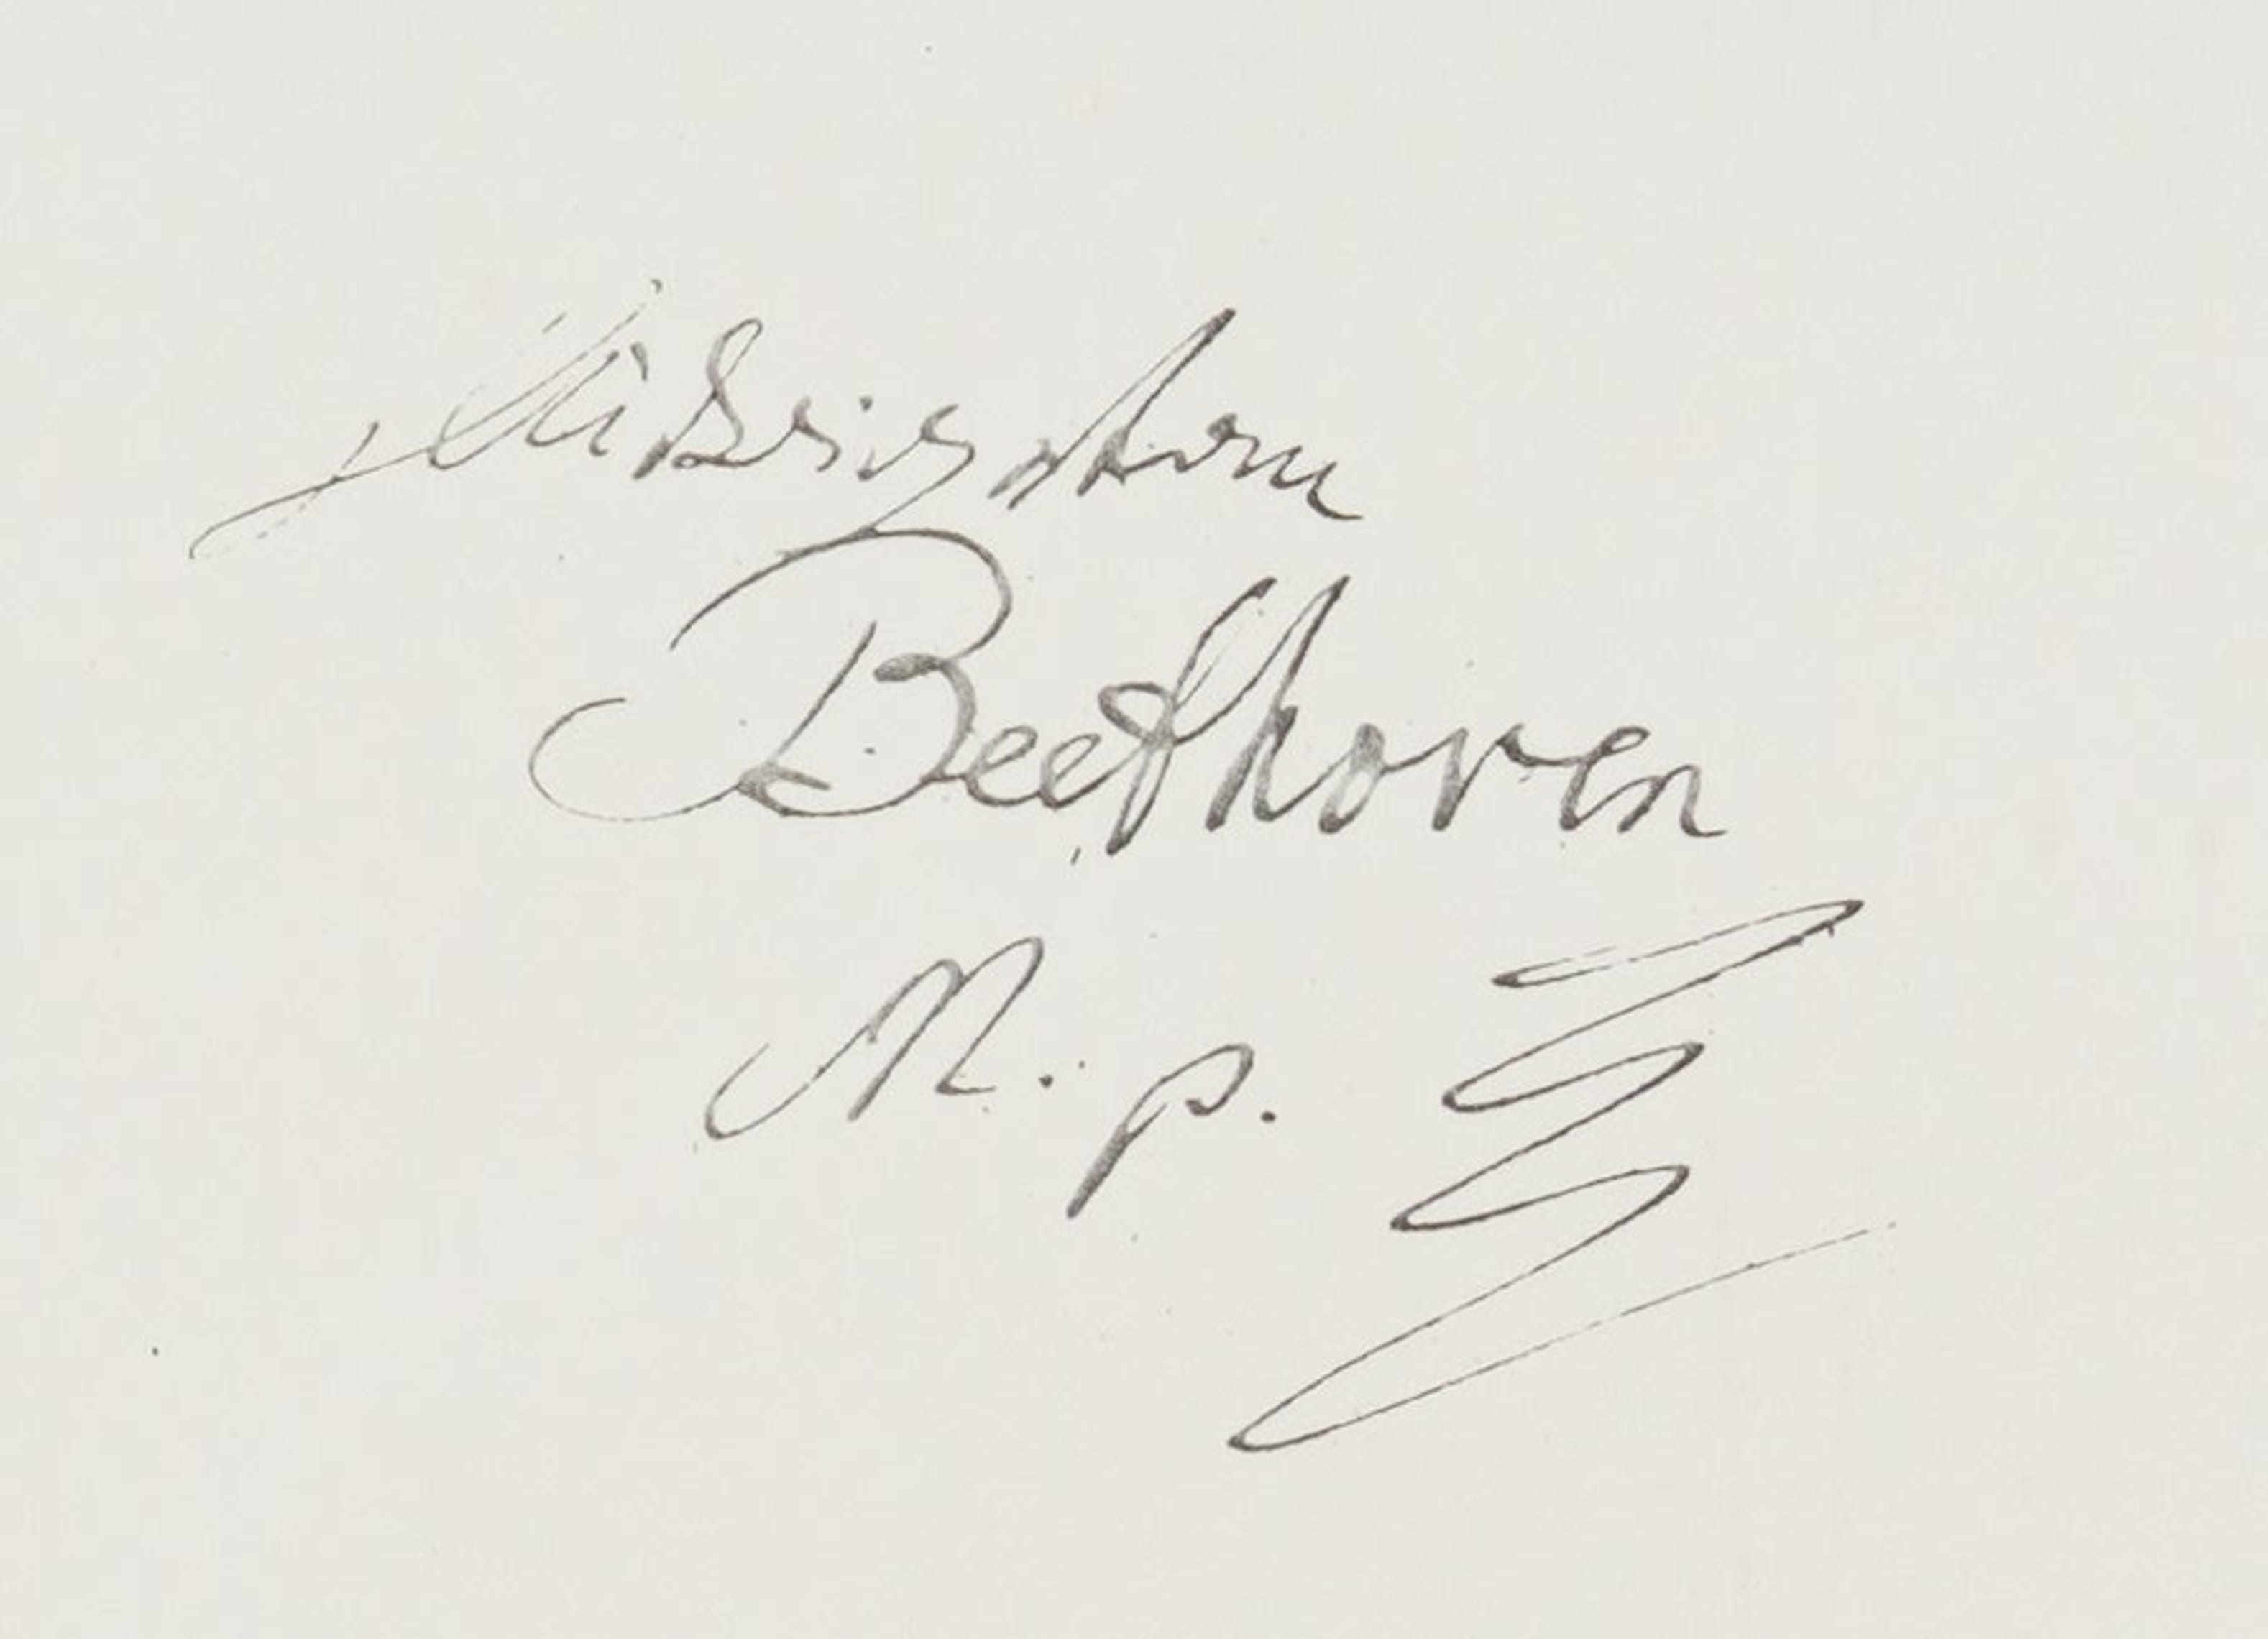 Ludwig van
Beethoven
M. p.